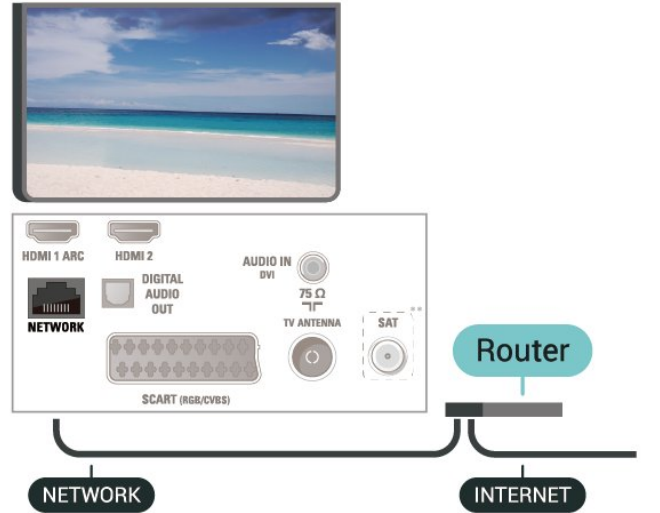 HDMI 1 ARC
HDMI 2
NETWORK
DIGITAL
AUDIO
OUT
AUDIO IN
DVI
75 Ω
TV ANTENNA
SAT
**
SCART (RGB/CVBS)
Router
NETWORK
INTERNET